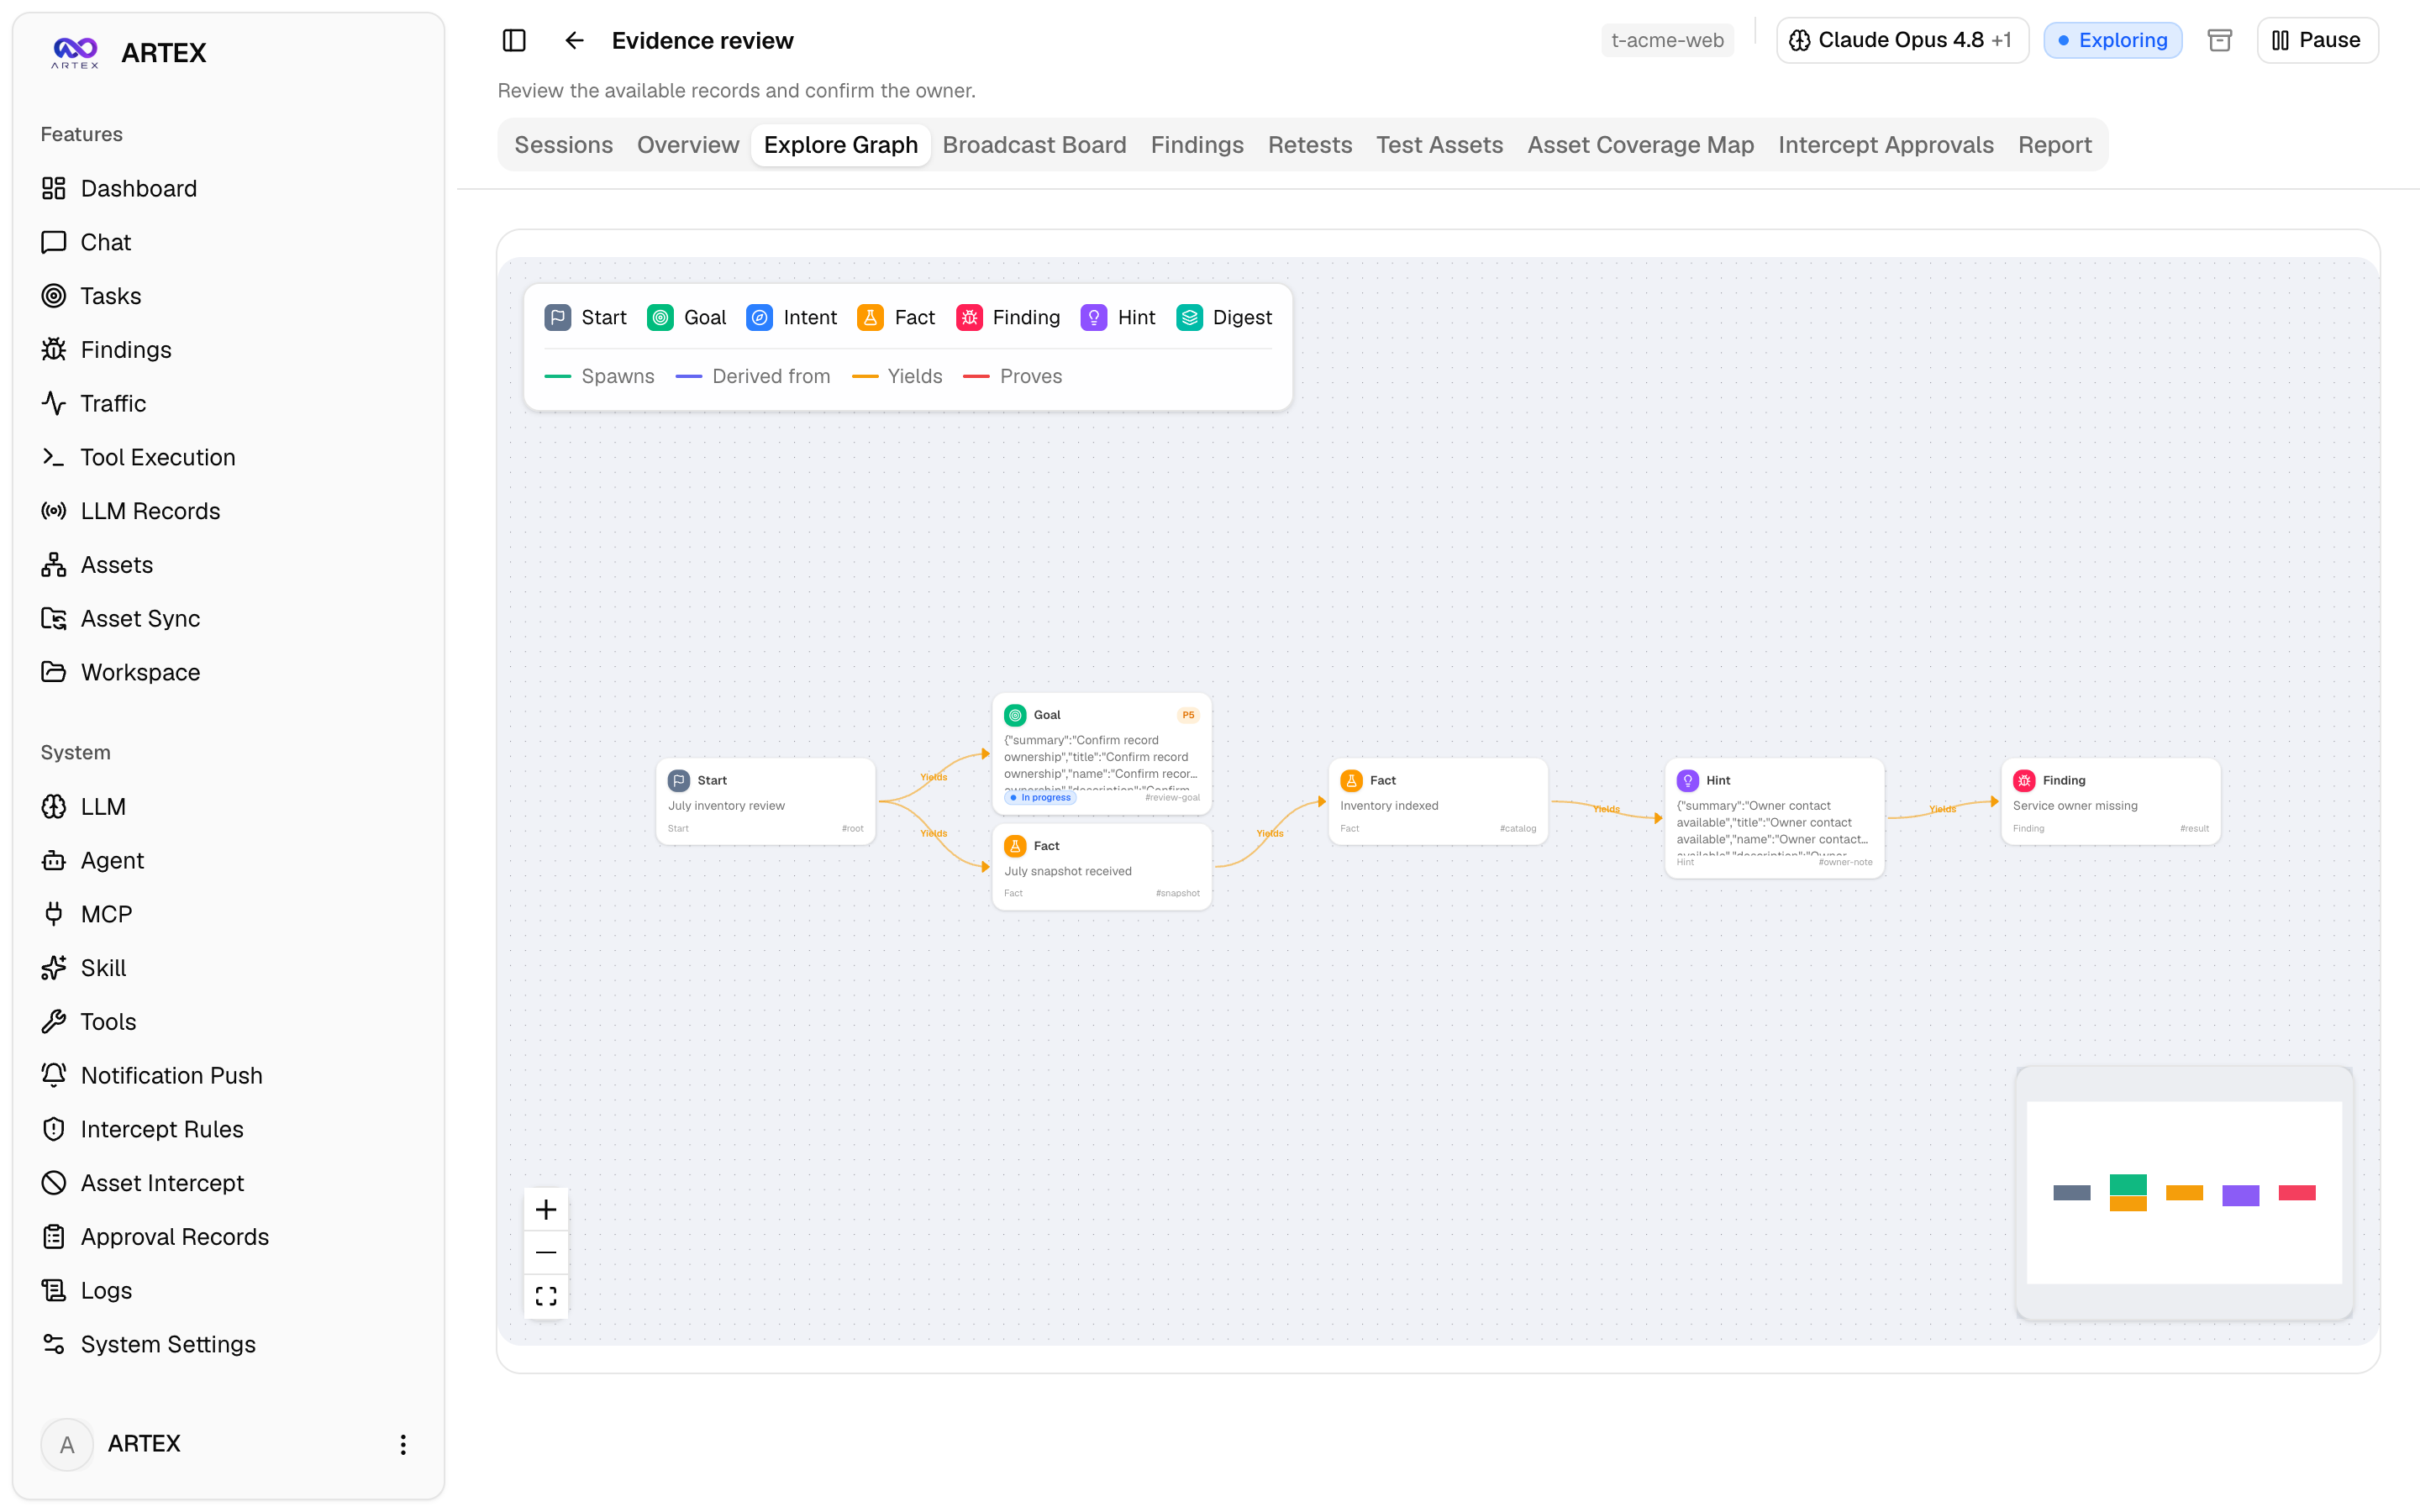 ARTEX
ARTEX
Features
Dashboard
Chat
Tasks
Findings
Traffic
Tool Execution
LLM Records
Assets
Asset Sync
Workspace
System
LLM
Agent
MCP
Skill
Tools
Notification Push
Intercept Rules
Asset Intercept
Approval Records
Logs
System Settings
A ARTEX
Evidence review
t-acme-web
Claude Opus 4.8 +1
Exploring
Pause
Review the available records and confirm the owner.
Sessions Overview Explore Graph Broadcast Board Findings Retests Test Assets Asset Coverage Map Intercept Approvals Report
Start Goal Intent Fact Finding Hint Digest
Spawns Derived from Yields Proves
Start
July inventory review
Start #root
Yields
Yields
Goal P5
{"summary":"Confirm record
ownership","title":"Confirm record
ownership","name":"Confirm recor...
ownership","description":"Confirm
In progress #review-goal
Fact
July snapshot received
Fact #snapshot
Yields
Fact
Inventory indexed
Fact #catalog
Yields
Hint
{"summary":"Owner contact
available","title":"Owner contact
available","name":"Owner contact...
available","description":"Owner
Hint #owner-note
Yields
Finding
Service owner missing
Finding #result